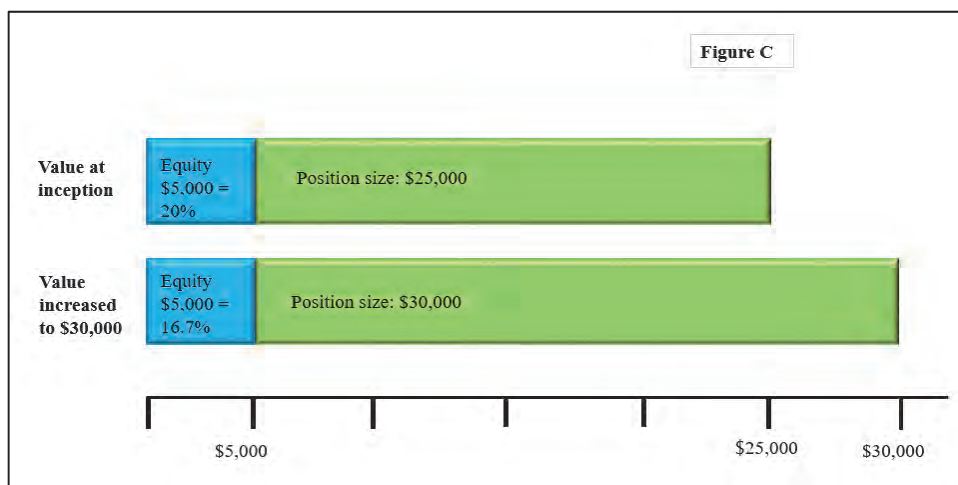 Figure C
Value at
inception
Equity
$5,000 =
20%
Position size: $25,000
Value
increased
to $30,000
Equity
$5,000 =
16.7%
Position size: $30,000
$5,000
$25,000
$30,000